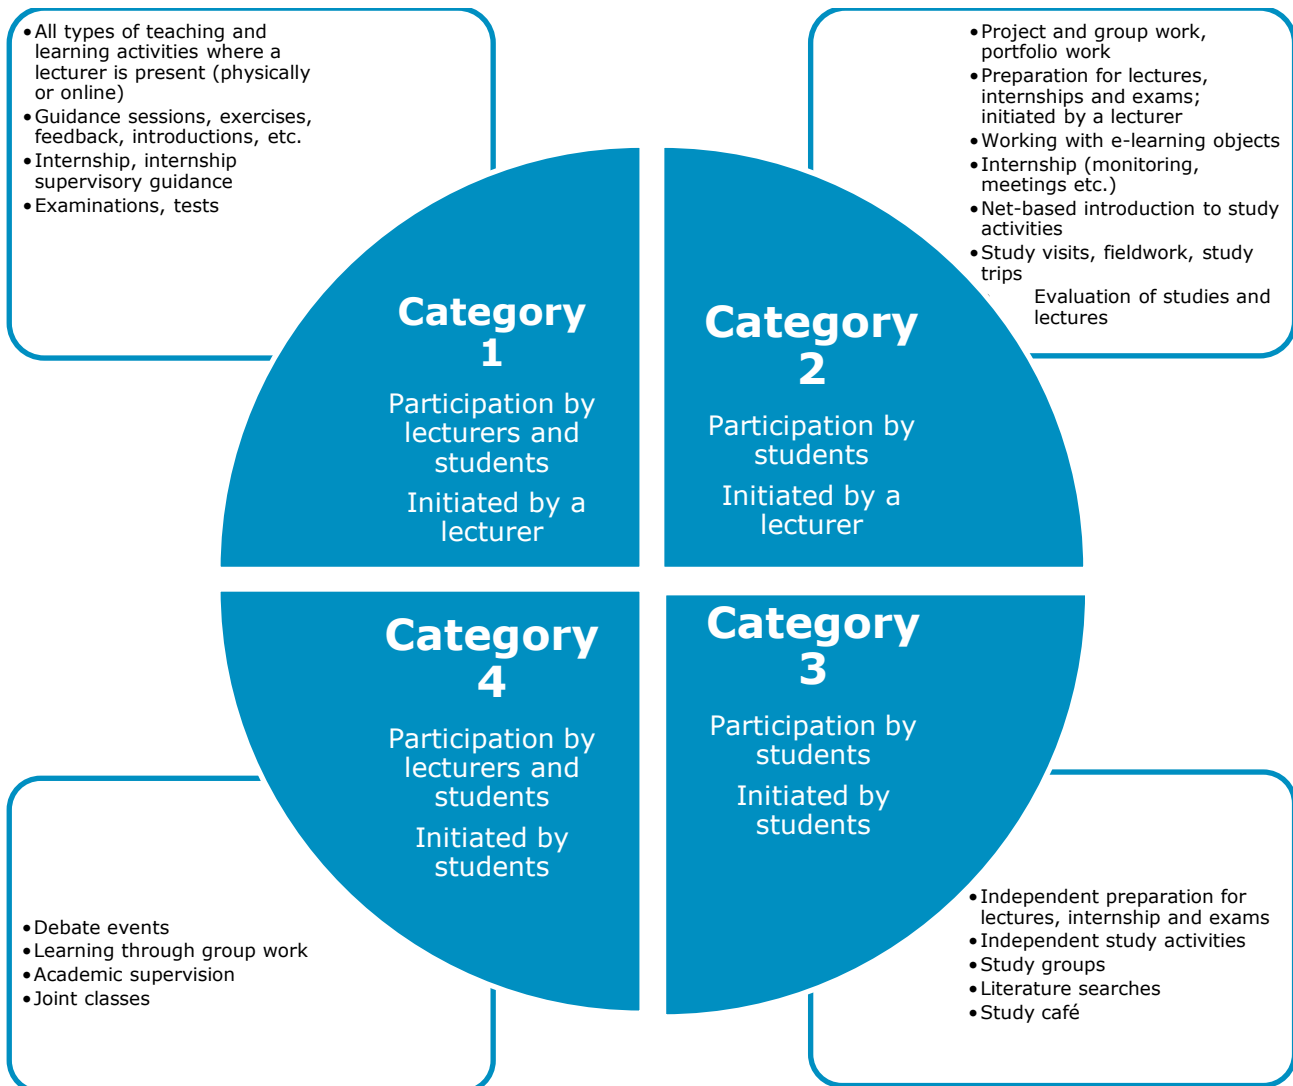 •All types of teaching and
learning activities where a
lecturer is present (physically
or online)
•Guidance sessions, exercises,
feedback, introductions, etc.
•Internship, internship
supervisory guidance
•Examinations, tests
•Project and group work,
portfolio work
•Preparation for lectures,
internships and exams;
initiated by a lecturer
•Working with e-learning objects
•Internship (monitoring,
meetings etc.)
•Net-based introduction to study
activities
•Study visits, fieldwork, study
trips
Evaluation of studies and
lectures
Category
1
Participation by
lecturers and
students
Initiated by a
lecturer
Category
2
Participation by
students
Initiated by a
lecturer
Category
4
Participation by
lecturers and
students
Initiated by
students
Category
3
Participation by
students
Initiated by
students
•Debate events
•Learning through group work
•Academic supervision
•Joint classes
•Independent preparation for
lectures, internship and exams
•Independent study activities
•Study groups
•Literature searches
•Study café